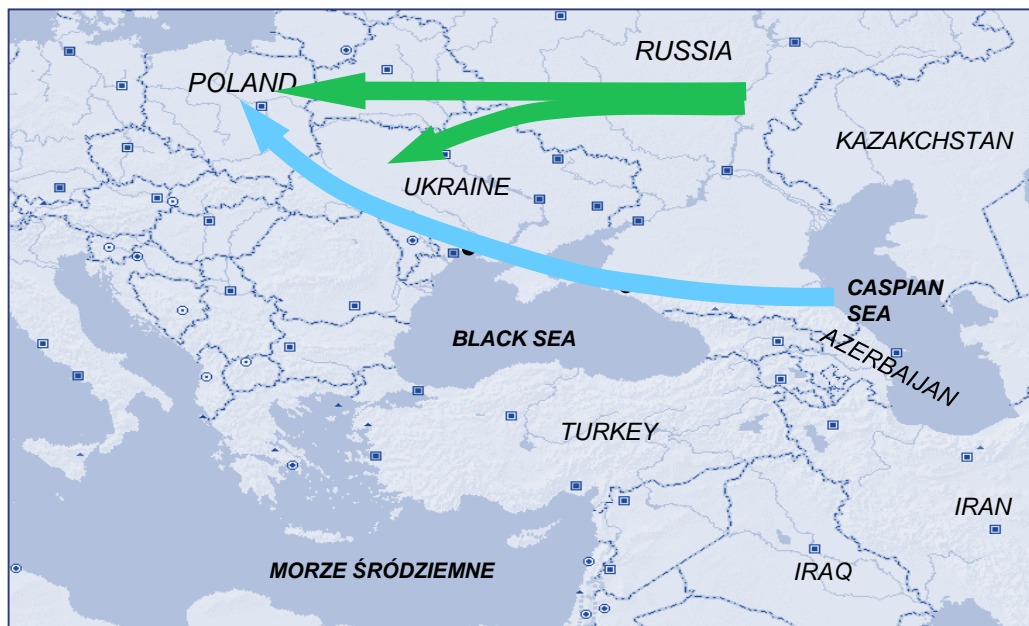 RUSSIA
POLAND
KAZAKCHSTAN
UKRAINE
CASPIAN
SEA
BLACK SEA
AZERBAIJAN
TURKEY
IRAN
MORZE ŚRÓDZIEMNE
IRAQ